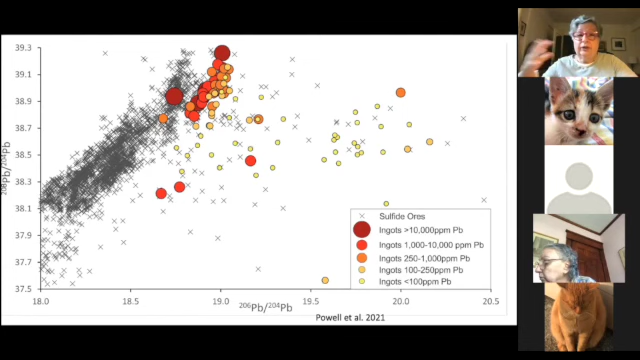 39.3
39.1
38.9
38.7
38.5
38.3
38.1
37.9
37.7
37.5
²⁰⁸Pb/²⁰⁴Pb
Sulfide Ores
Ingots >10,000ppm Pb
Ingots 1,000-10,000 ppm Pb
Ingots 250-1,000ppm Pb
Ingots 100-250ppm Pb
Ingots <100ppm Pb
18.0 18.5 19.0 19.5 20.0 20.5
²⁰⁶Pb/²⁰⁴Pb
Powell et al. 2021